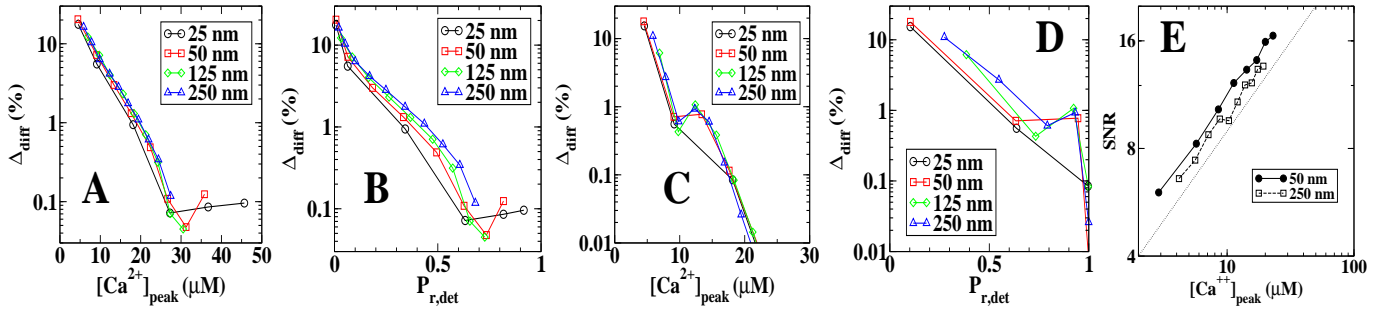 Δdiff (%)
10
1
0.1
A
25 nm
50 nm
125 nm
250 nm
0 10 20 30 40 50
[Ca2+]peak (μM)
Δdiff (%)
10
1
0.1
B
25 nm
50 nm
125 nm
250 nm
0 0.5 1
Pr,det
Δdiff (%)
10
1
0.1
0.01
C
25 nm
50 nm
125 nm
250 nm
0 10 20 30
[Ca2+]peak (μM)
Δdiff (%)
10
1
0.1
0.01
D
25 nm
50 nm
125 nm
250 nm
0 0.5 1
Pr,det
SNR
16
8
4
E
50 nm
250 nm
10 100
[Ca++]peak (μM)